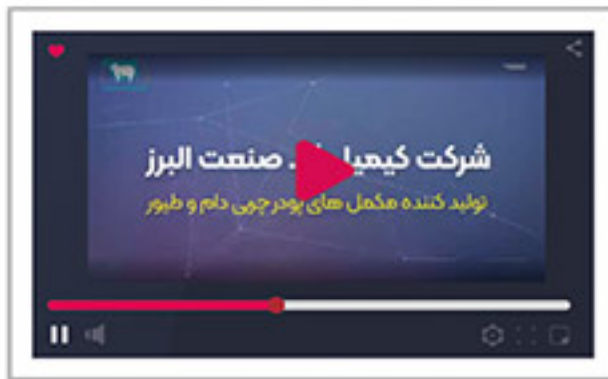 شرکت کیمیا صنعت البرز
تولید کننده مکمل های پودر چربی دام و طیور